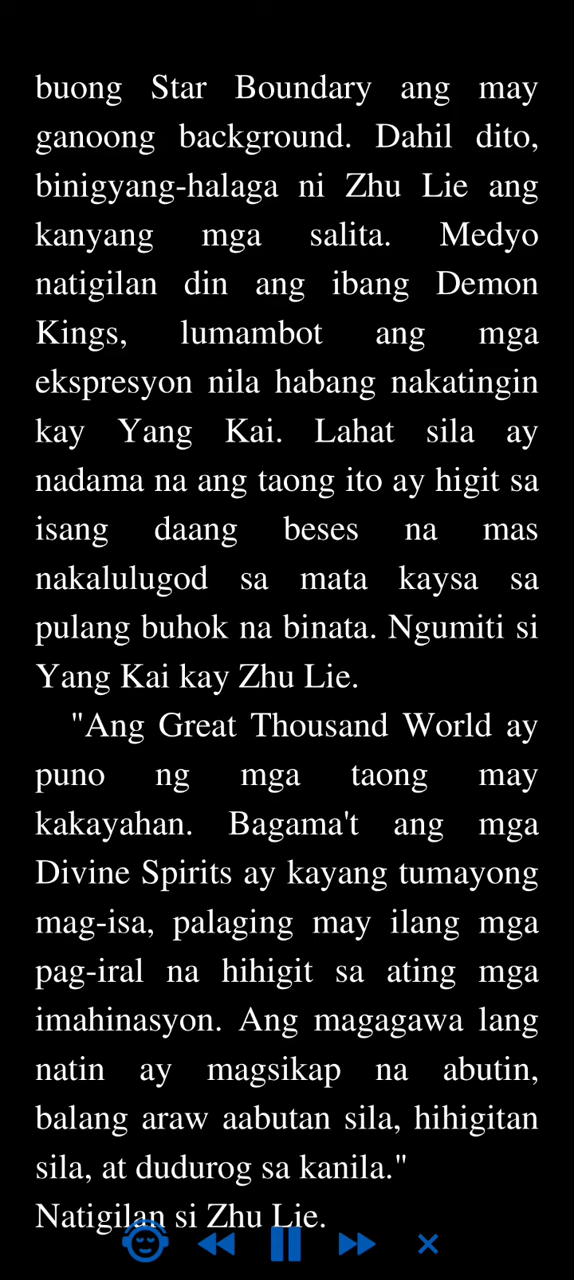 buong Star Boundary ang may
ganoong background. Dahil dito,
binigyang-halaga ni Zhu Lie ang
kanyang mga salita. Medyo
natigilan din ang ibang Demon
Kings, lumambot ang mga
ekspresyon nila habang nakatingin
kay Yang Kai. Lahat sila ay
nadama na ang taong ito ay higit sa
isang daang beses na mas
nakalulugod sa mata kaysa sa
pulang buhok na binata. Ngumiti si
Yang Kai kay Zhu Lie.
"Ang Great Thousand World ay
puno ng mga taong may
kakayahan. Bagama't ang mga
Divine Spirits ay kayang tumayong
mag-isa, palaging may ilang mga
pag-iral na hihigit sa ating mga
imahinasyon. Ang magagawa lang
natin ay magsikap na abutin,
balang araw aabutan sila, hihigitan
sila, at dudurog sa kanila."
Natigilan si Zhu Lie.